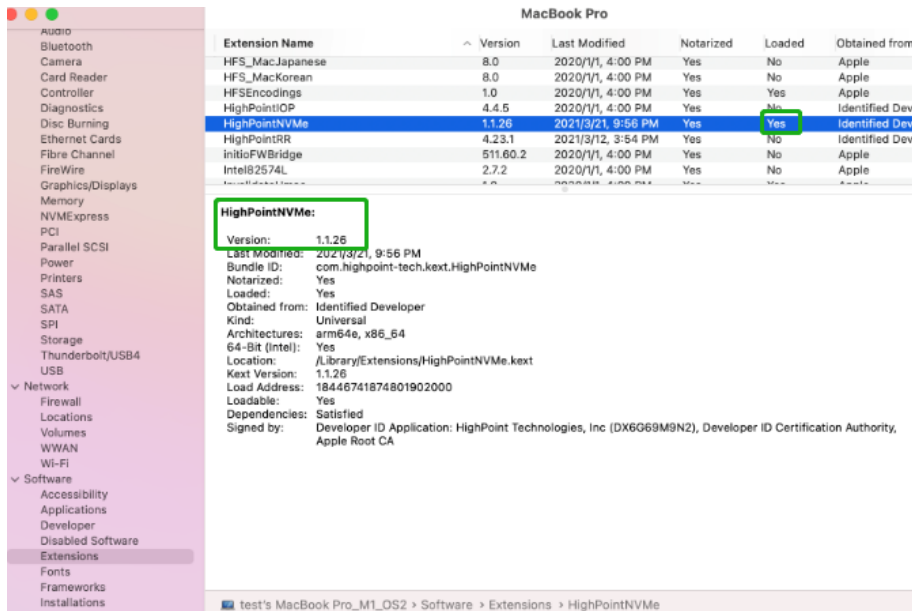 MacBook Pro
Audio
Bluetooth
Camera
Card Reader
Controller
Diagnostics
Disc Burning
Ethernet Cards
Fibre Channel
FireWire
Graphics/Displays
Memory
NVMExpress
PCI
Parallel SCSI
Power
Printers
SAS
SATA
SPI
Storage
Thunderbolt/USB4
USB
Network
Firewall
Locations
Volumes
WWAN
Wi-Fi
Software
Accessibility
Applications
Developer
Disabled Software
Extensions
Fonts
Frameworks
Installations
Extension Name Version Last Modified Notarized Loaded Obtained from
HFS_MacJapanese 8.0 2020/1/1, 4:00 PM Yes No Apple
HFS_MacKorean 8.0 2020/1/1, 4:00 PM Yes No Apple
HFSEncodings 1.0 2020/1/1, 4:00 PM Yes Yes Apple
HighPointIOP 4.4.5 2020/1/1, 4:00 PM Yes No Identified Dev
HighPointNVMe 1.1.26 2021/3/21, 9:56 PM Yes Yes Identified Dev
HighPointRR 4.23.1 2021/3/12, 3:54 PM Yes No Identified Dev
initioFWBridge 511.60.2 2020/1/1, 4:00 PM Yes No Apple
Intel82574L 2.7.2 2020/1/1, 4:00 PM Yes No Apple
HighPointNVMe:
Version: 1.1.26
Last Modified: 2021/3/21, 9:56 PM
Bundle ID: com.highpoint-tech.kext.HighPointNVMe
Notarized: Yes
Loaded: Yes
Obtained from: Identified Developer
Kind: Universal
Architectures: arm64e, x86_64
64-Bit (Intel): Yes
Location: /Library/Extensions/HighPointNVMe.kext
Kext Version: 1.1.26
Load Address: 18446741874801902000
Loadable: Yes
Dependencies: Satisfied
Signed by: Developer ID Application: HighPoint Technologies, Inc (DX6G69M9N2), Developer ID Certification Authority,
Apple Root CA
test's MacBook Pro_M1_OS2 › Software › Extensions › HighPointNVMe